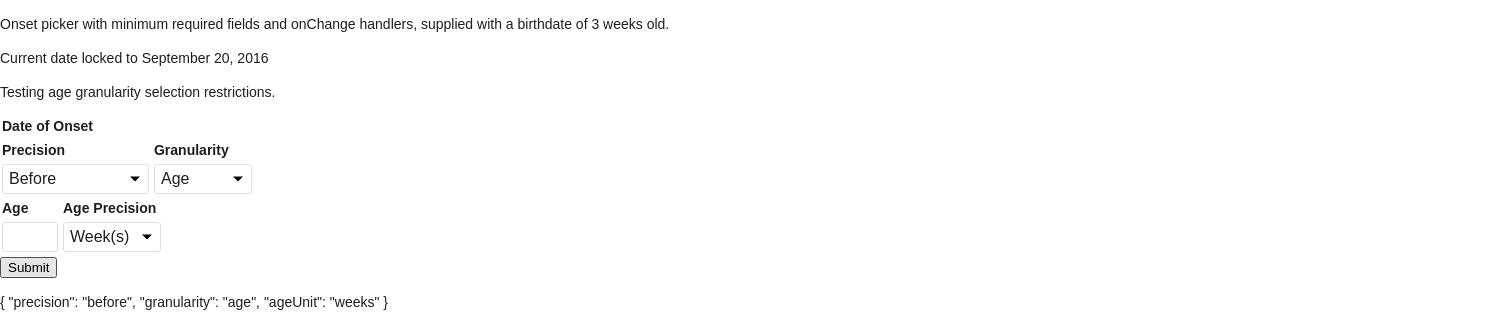 Onset picker with minimum required fields and onChange handlers, supplied with a birthdate of 3 weeks old.
Current date locked to September 20, 2016
Testing age granularity selection restrictions.
Date of Onset
Precision Granularity
Before Age
Age Age Precision
Week(s)
Submit
{ "precision": "before", "granularity": "age", "ageUnit": "weeks" }